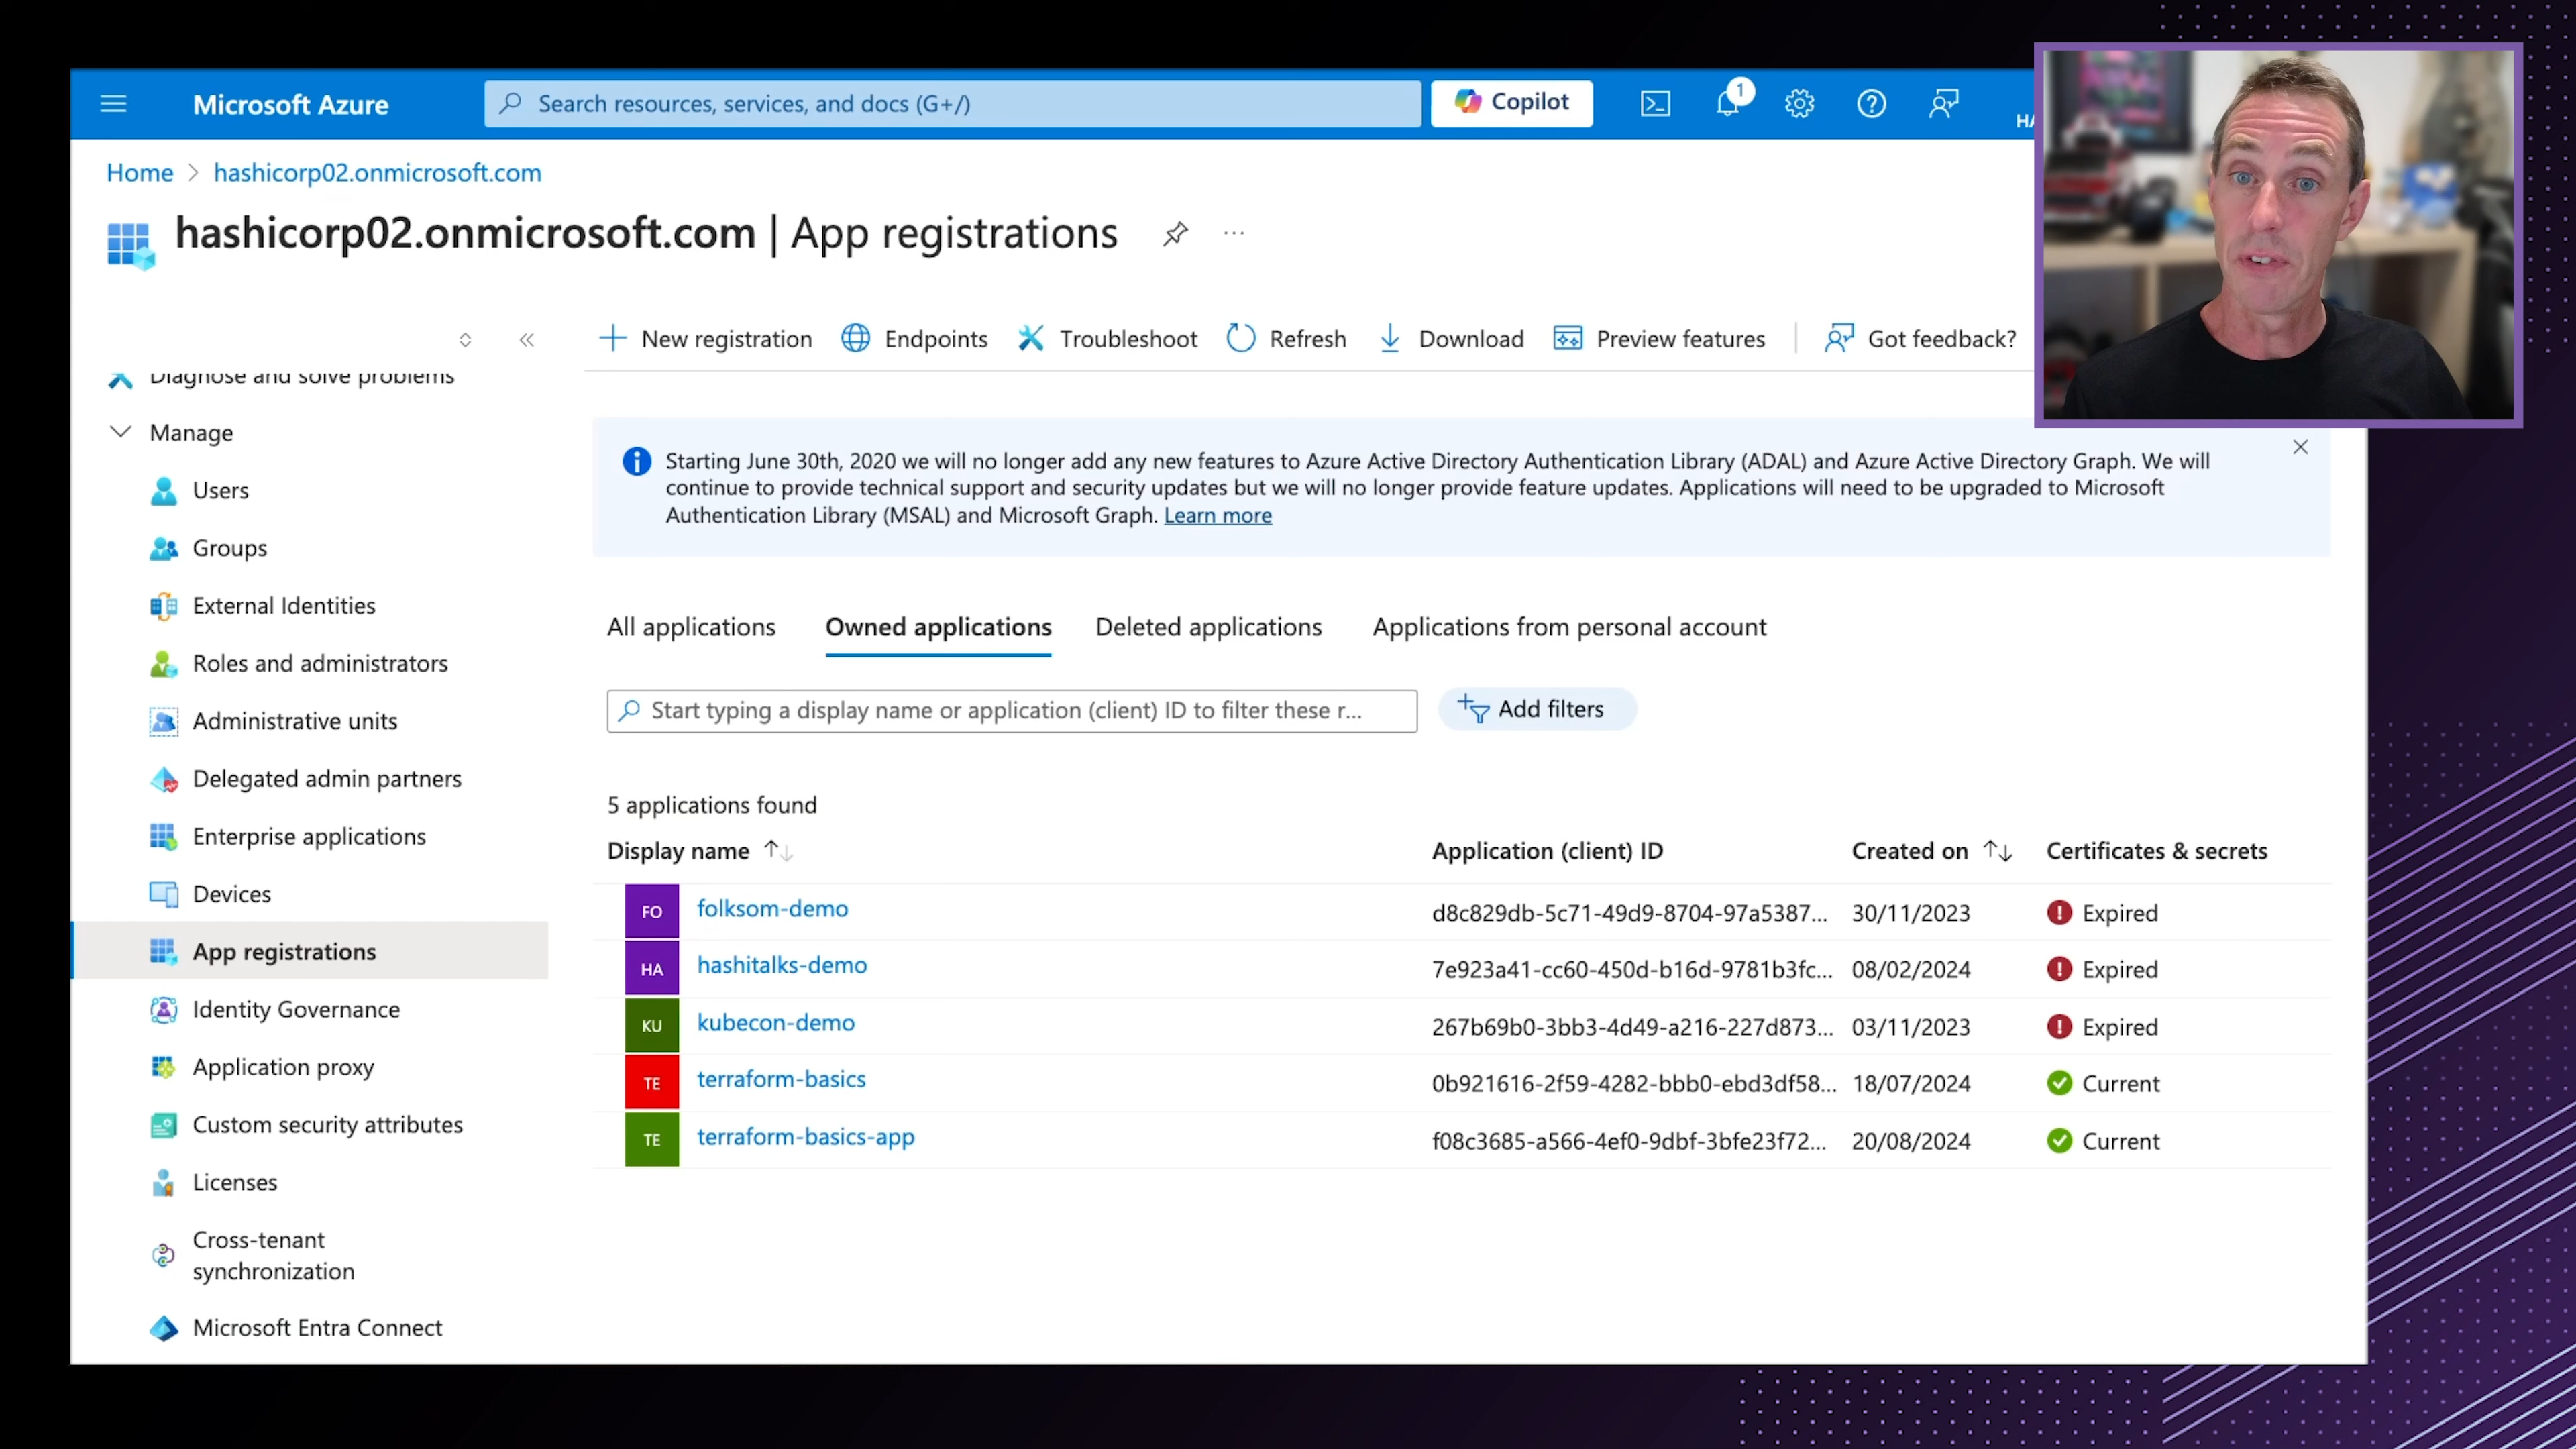 Microsoft Azure
Search resources, services, and docs (G+/)
Copilot
1
HA
Home > hashicorp02.onmicrosoft.com
hashicorp02.onmicrosoft.com | App registrations
...
New registration
Endpoints
Troubleshoot
Refresh
Download
Preview features
Got feedback?
Diagnose and solve problems
Manage
Users
Groups
External Identities
Roles and administrators
Administrative units
Delegated admin partners
Enterprise applications
Devices
App registrations
Identity Governance
Application proxy
Custom security attributes
Licenses
Cross-tenant
synchronization
Microsoft Entra Connect
Starting June 30th, 2020 we will no longer add any new features to Azure Active Directory Authentication Library (ADAL) and Azure Active Directory Graph. We will
continue to provide technical support and security updates but we will no longer provide feature updates. Applications will need to be upgraded to Microsoft
Authentication Library (MSAL) and Microsoft Graph. Learn more
All applications
Owned applications
Deleted applications
Applications from personal account
Start typing a display name or application (client) ID to filter these r...
Add filters
5 applications found
Display name Application (client) ID Created on Certificates & secrets
FO folksom-demo d8c829db-5c71-49d9-8704-97a5387... 30/11/2023 Expired
HA hashitalks-demo 7e923a41-cc60-450d-b16d-9781b3fc... 08/02/2024 Expired
KU kubecon-demo 267b69b0-3bb3-4d49-a216-227d873... 03/11/2023 Expired
TE terraform-basics 0b921616-2f59-4282-bbb0-ebd3df58... 18/07/2024 Current
TE terraform-basics-app f08c3685-a566-4ef0-9dbf-3bfe23f72... 20/08/2024 Current